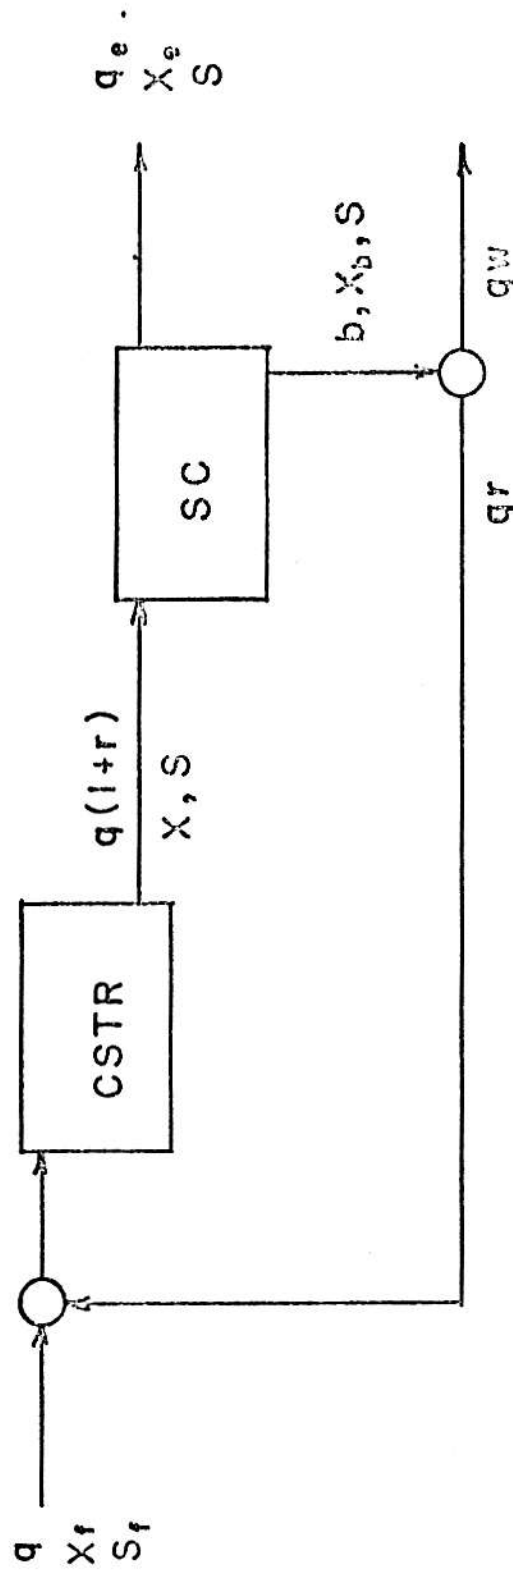 q
Xf
Sf
CSTR
q(1+r)
X, S
SC
qe
Xe
S
b, Xb, S
qr
qw